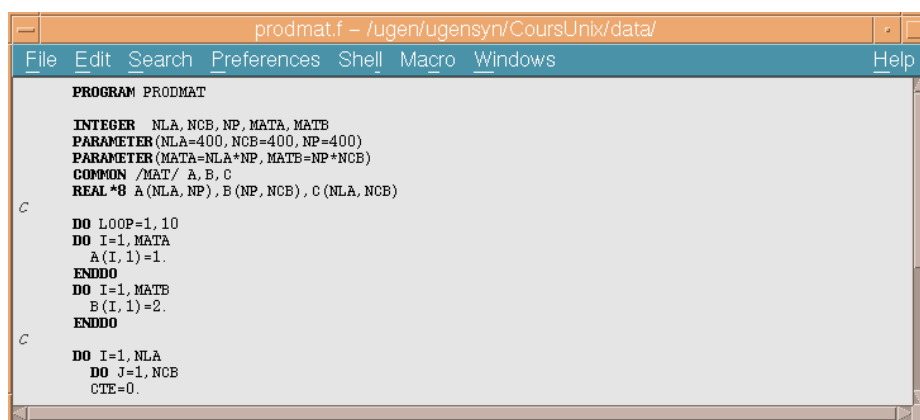 prodmat.f – /ugen/ugensyn/CoursUnix/data/
File Edit Search Preferences Shell Macro Windows Help
PROGRAM PRODMAT
INTEGER NLA,NCB,NP,MATA,MATB
PARAMETER(NLA=400,NCB=400,NP=400)
PARAMETER(MATA=NLA*NP,MATB=NP*NCB)
COMMON /MAT/ A,B,C
REAL*8 A(NLA,NP),B(NP,NCB),C(NLA,NCB)
C
DO LOOP=1,10
DO I=1,MATA
A(I,1)=1.
ENDDO
DO I=1,MATB
B(I,1)=2.
ENDDO
C
DO I=1,NLA
DO J=1,NCB
CTE=0.